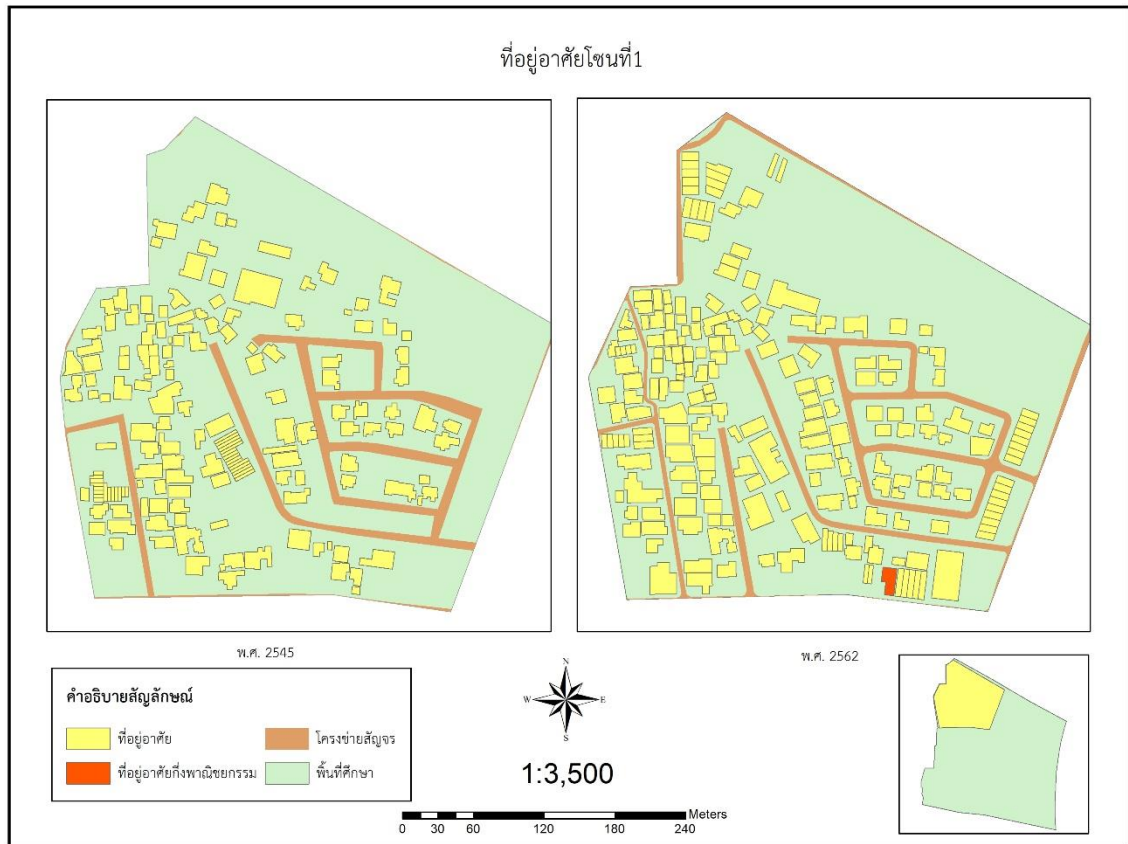 ที่อยู่อาศัยโซนที่1
พ.ศ. 2545
พ.ศ. 2562
คำอธิบายสัญลักษณ์
ที่อยู่อาศัย
โครงข่ายสัญจร
ที่อยู่อาศัยกึ่งพาณิชยกรรม
พื้นที่ศึกษา
N
W E
S
1:3,500
Meters
0 30 60 120 180 240